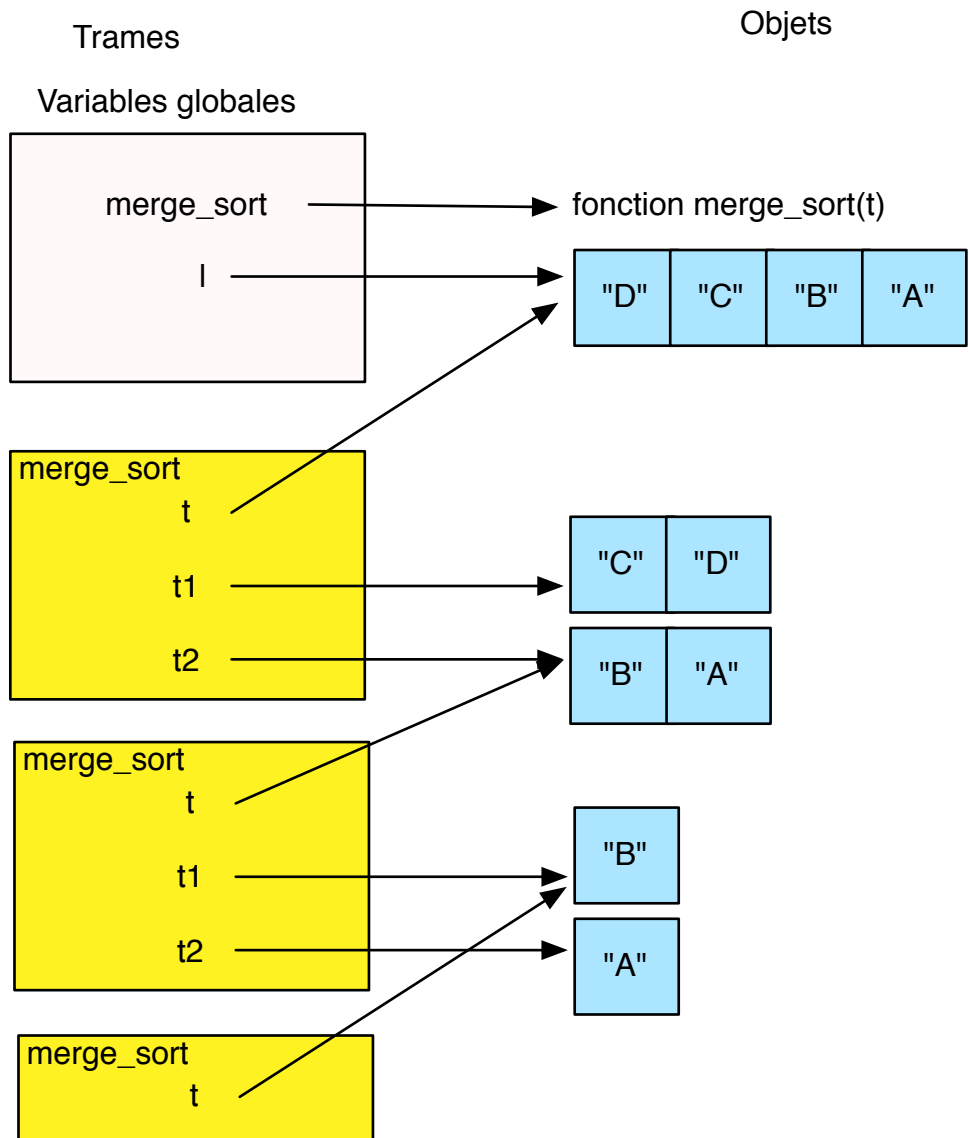 Trames
Objets
Variables globales
merge_sort
fonction merge_sort(t)
l
"D" "C" "B" "A"
merge_sort
t
t1
"C" "D"
t2
"B" "A"
merge_sort
t
t1
"B"
t2
"A"
merge_sort
t